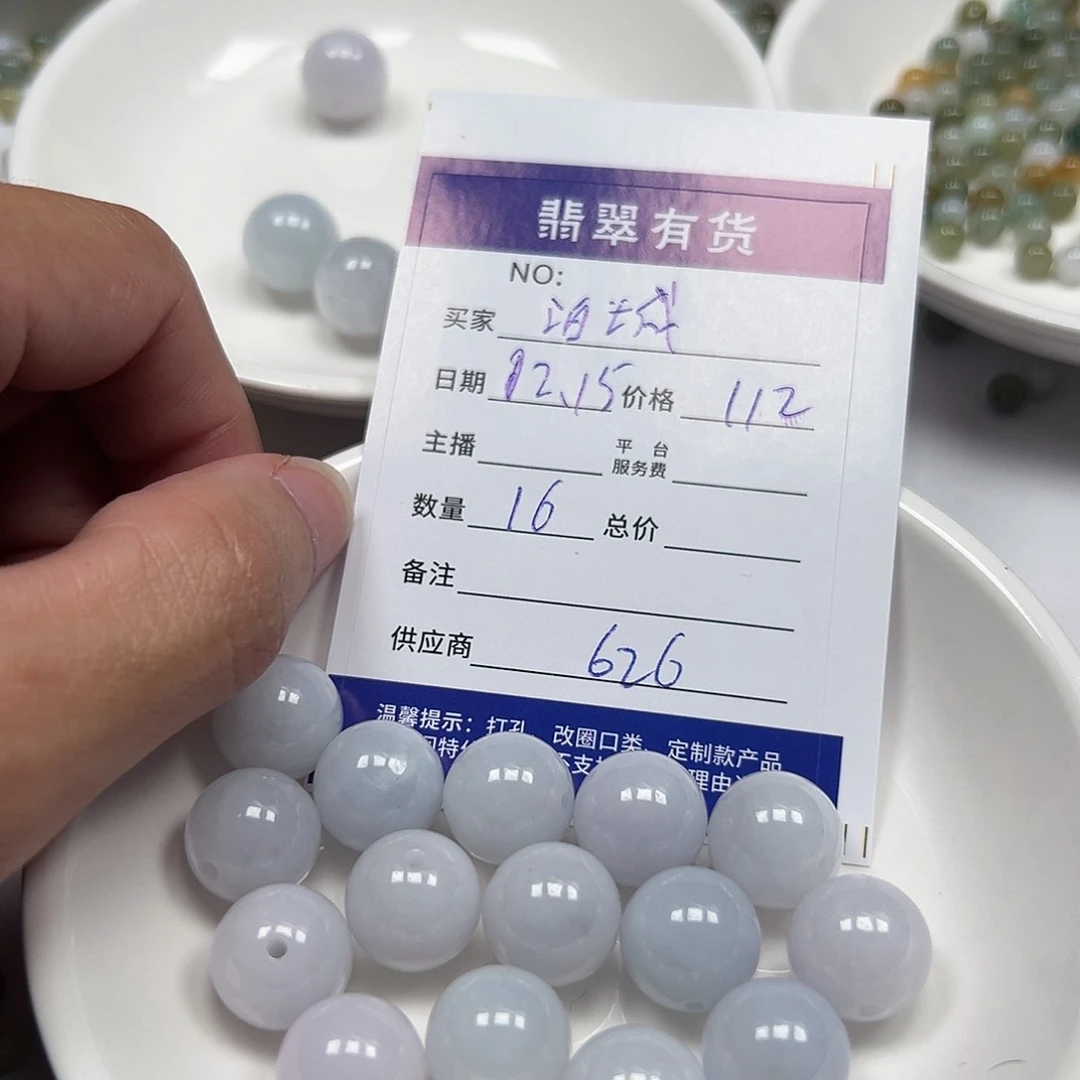 翡翠有货
NO:
买家
日期 12.15 价格 112
主播 平台服务费
数量 16 总价
备注
供应商 626
温馨提示：打孔、改圈口类、定制款产品
理由